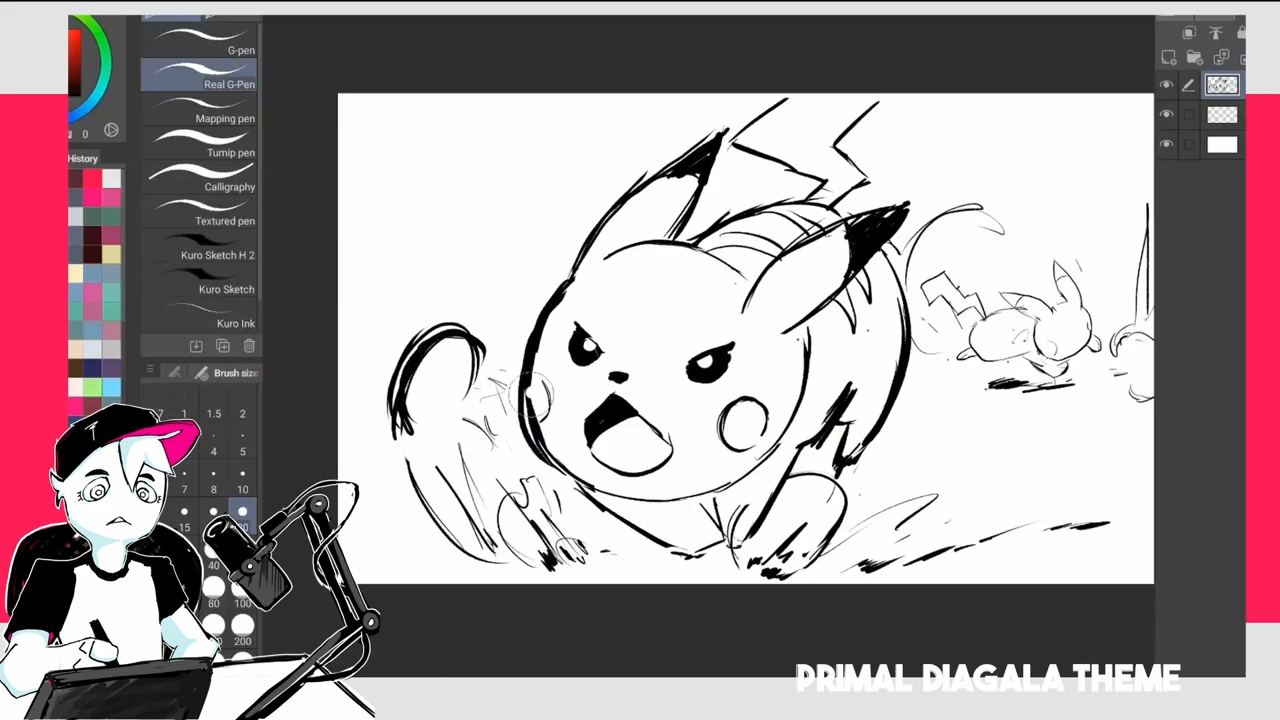 G-pen
Real G-Pen
0
Mapping pen
History
Turnip pen
Calligraphy
Textured pen
Kuro Sketch H 2
Kuro Sketch
Kuro Ink
Brush size
7 1 1.5 2
4 5
7 8 10
15
40
80 100
200
PRIMAL DIAGALA THEME